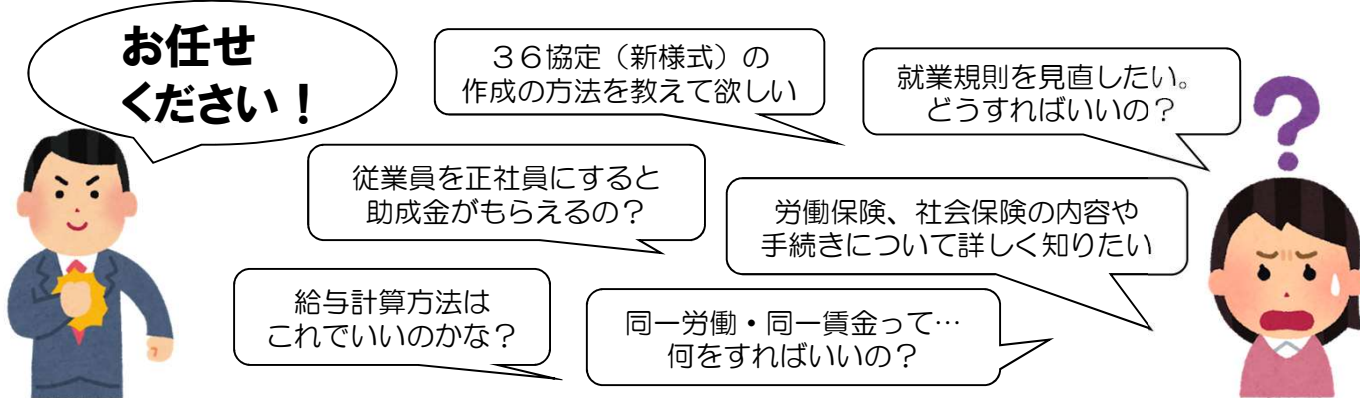 お任せ
ください！
３６協定（新様式）の
作成の方法を教えて欲しい
就業規則を見直したい。
どうすればいいの？
従業員を正社員にすると
助成金がもらえるの？
労働保険、社会保険の内容や
手続きについて詳しく知りたい
給与計算方法は
これでいいのかな？
同一労働・同一賃金って…
何をすればいいの？
？